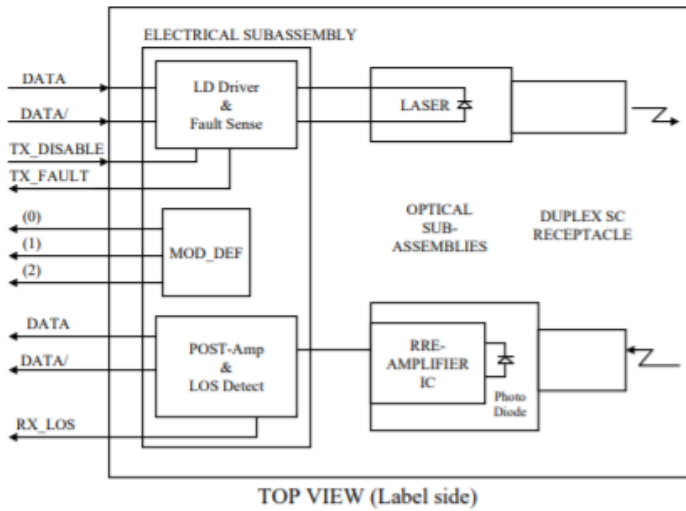 ELECTRICAL SUBASSEMBLY
DATA
DATA/
TX_DISABLE
TX_FAULT
LD Driver
&
Fault Sense
LASER
(0)
(1)
(2)
MOD_DEF
OPTICAL
SUB-
ASSEMBLIES
DUPLEX SC
RECEPTACLE
DATA
DATA/
RX_LOS
POST-Amp
&
LOS Detect
RRE-
AMPLIFIER
IC
Photo
Diode
TOP VIEW (Label side)